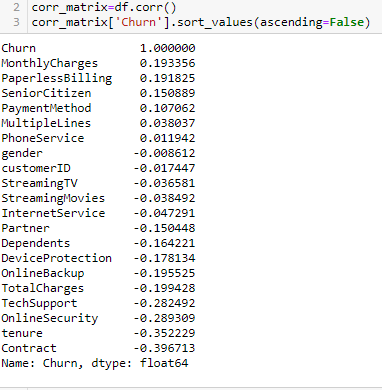 2 corr_matrix=df.corr()
3 corr_matrix['Churn'].sort_values(ascending=False)
Churn 1.000000
MonthlyCharges 0.193356
PaperlessBilling 0.191825
SeniorCitizen 0.150889
PaymentMethod 0.107062
MultipleLines 0.038037
PhoneService 0.011942
gender -0.008612
customerID -0.017447
StreamingTV -0.036581
StreamingMovies -0.038492
InternetService -0.047291
Partner -0.150448
Dependents -0.164221
DeviceProtection -0.178134
OnlineBackup -0.195525
TotalCharges -0.199428
TechSupport -0.282492
OnlineSecurity -0.289309
tenure -0.352229
Contract -0.396713
Name: Churn, dtype: float64